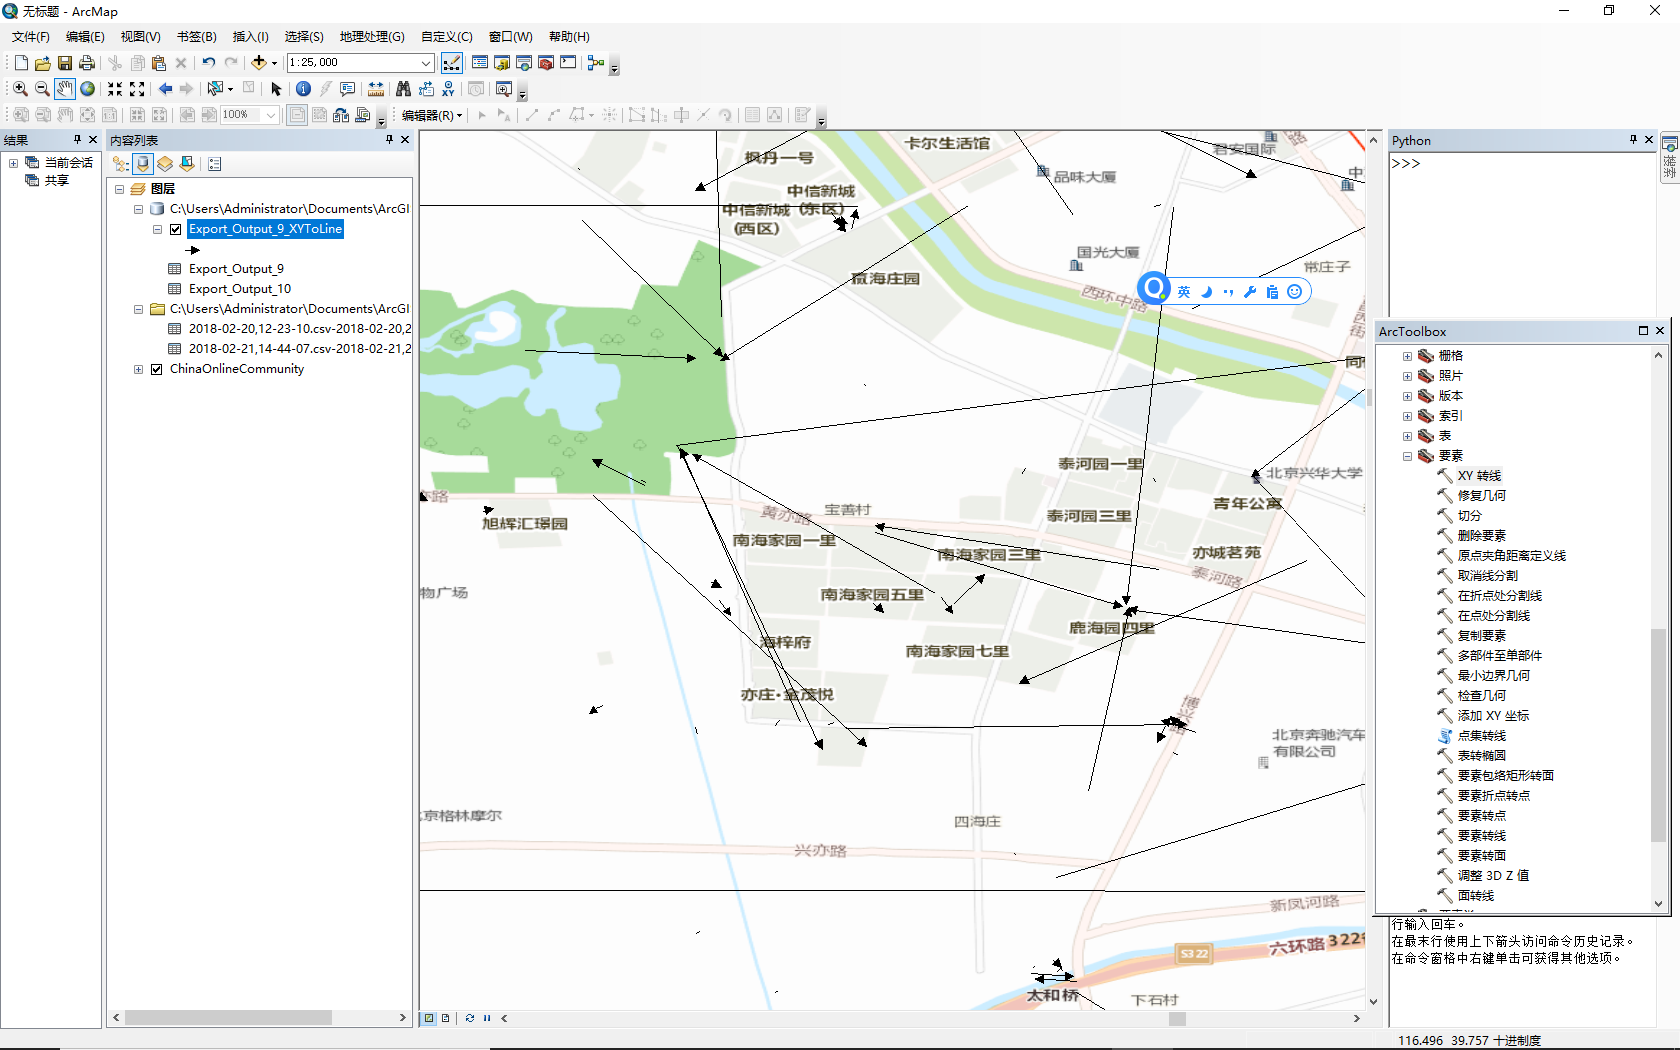 无标题 - ArcMap
文件(F) 编辑(E) 视图(V) 书签(B) 插入(I) 选择(S) 地理处理(G) 自定义(C) 窗口(W) 帮助(H)
1:25,000
100%
编辑器(R)
结果
当前会话
共享
内容列表
图层
C:\Users\Administrator\Documents\ArcGI
Export_Output_9_XYToLine
Export_Output_9
Export_Output_10
C:\Users\Administrator\Documents\ArcGI
2018-02-20,12-23-10.csv-2018-02-20,2
2018-02-21,14-44-07.csv-2018-02-21,2
ChinaOnlineCommunity
枫丹一号
卡尔生活馆
君安国际
品味大厦
中
中信新城
中信新城 (东区)
(西区)
国光大厦
常庄子
瀛海庄园
西环中路
英
泰河园一里
北京兴华大学
青年公寓
亦路
旭辉汇璟园
黄亦路
宝善村
泰河园三里
南海家园一里
南海家园三里
亦城茗苑
泰河路
物广场
南海家园五里
鹿海园四里
海梓府
南海家园七里
亦庄·金茂悦
博兴路
北京奔驰汽车
有限公司
京格林摩尔
四海庄
兴亦路
新凤河路
六环路
S322
太和桥
下石村
Python
>>>
ArcToolbox
栅格
照片
版本
索引
表
要素
XY 转线
修复几何
切分
删除要素
原点夹角距离定义线
取消线分割
在折点处分割线
在点处分割线
复制要素
多部件至单部件
最小边界几何
检查几何
添加 XY 坐标
点集转线
表转椭圆
要素包络矩形转面
要素折点转点
要素转点
要素转线
要素转面
调整 3D Z 值
面转线
行输入回车。
在最末行使用上下箭头访问命令历史记录。
在命令窗格中右键单击可获得其他选项。
116.496 39.757 十进制度